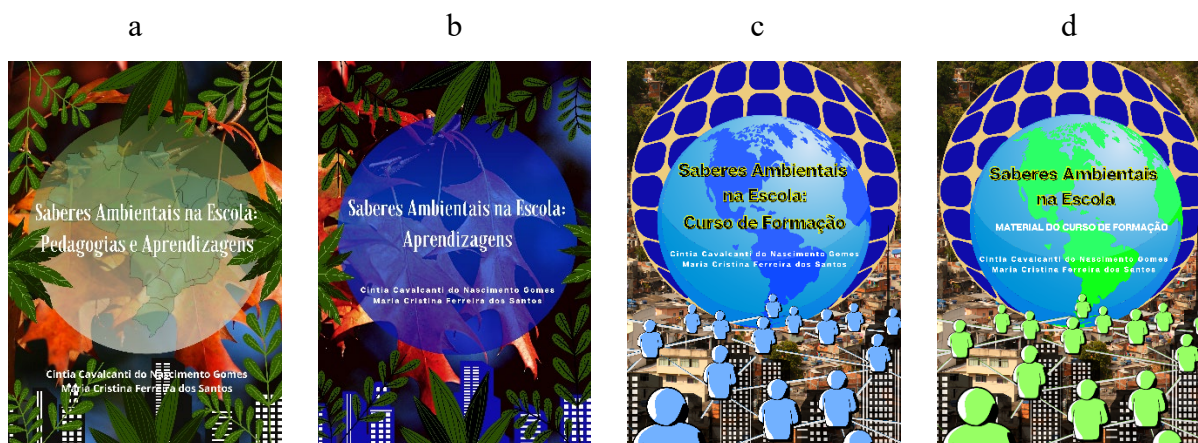 a
b
c
d
Saberes Ambientais na Escola:
Pedagogias e Aprendizagens
Cintia Cavalcanti do Nascimento Gomes
Maria Cristina Ferreira dos Santos
Saberes Ambientais na Escola:
Aprendizagens
Cintia Cavalcanti do Nascimento Gomes
Maria Cristina Ferreira dos Santos
Saberes Ambientais
na Escola:
Curso de Formação
Cintia Cavalcanti do Nascimento Gomes
Maria Cristina Ferreira dos Santos
Saberes Ambientais
na Escola
MATERIAL DO CURSO DE FORMAÇÃO
Cintia Cavalcanti do Nascimento Gomes
Maria Cristina Ferreira dos Santos